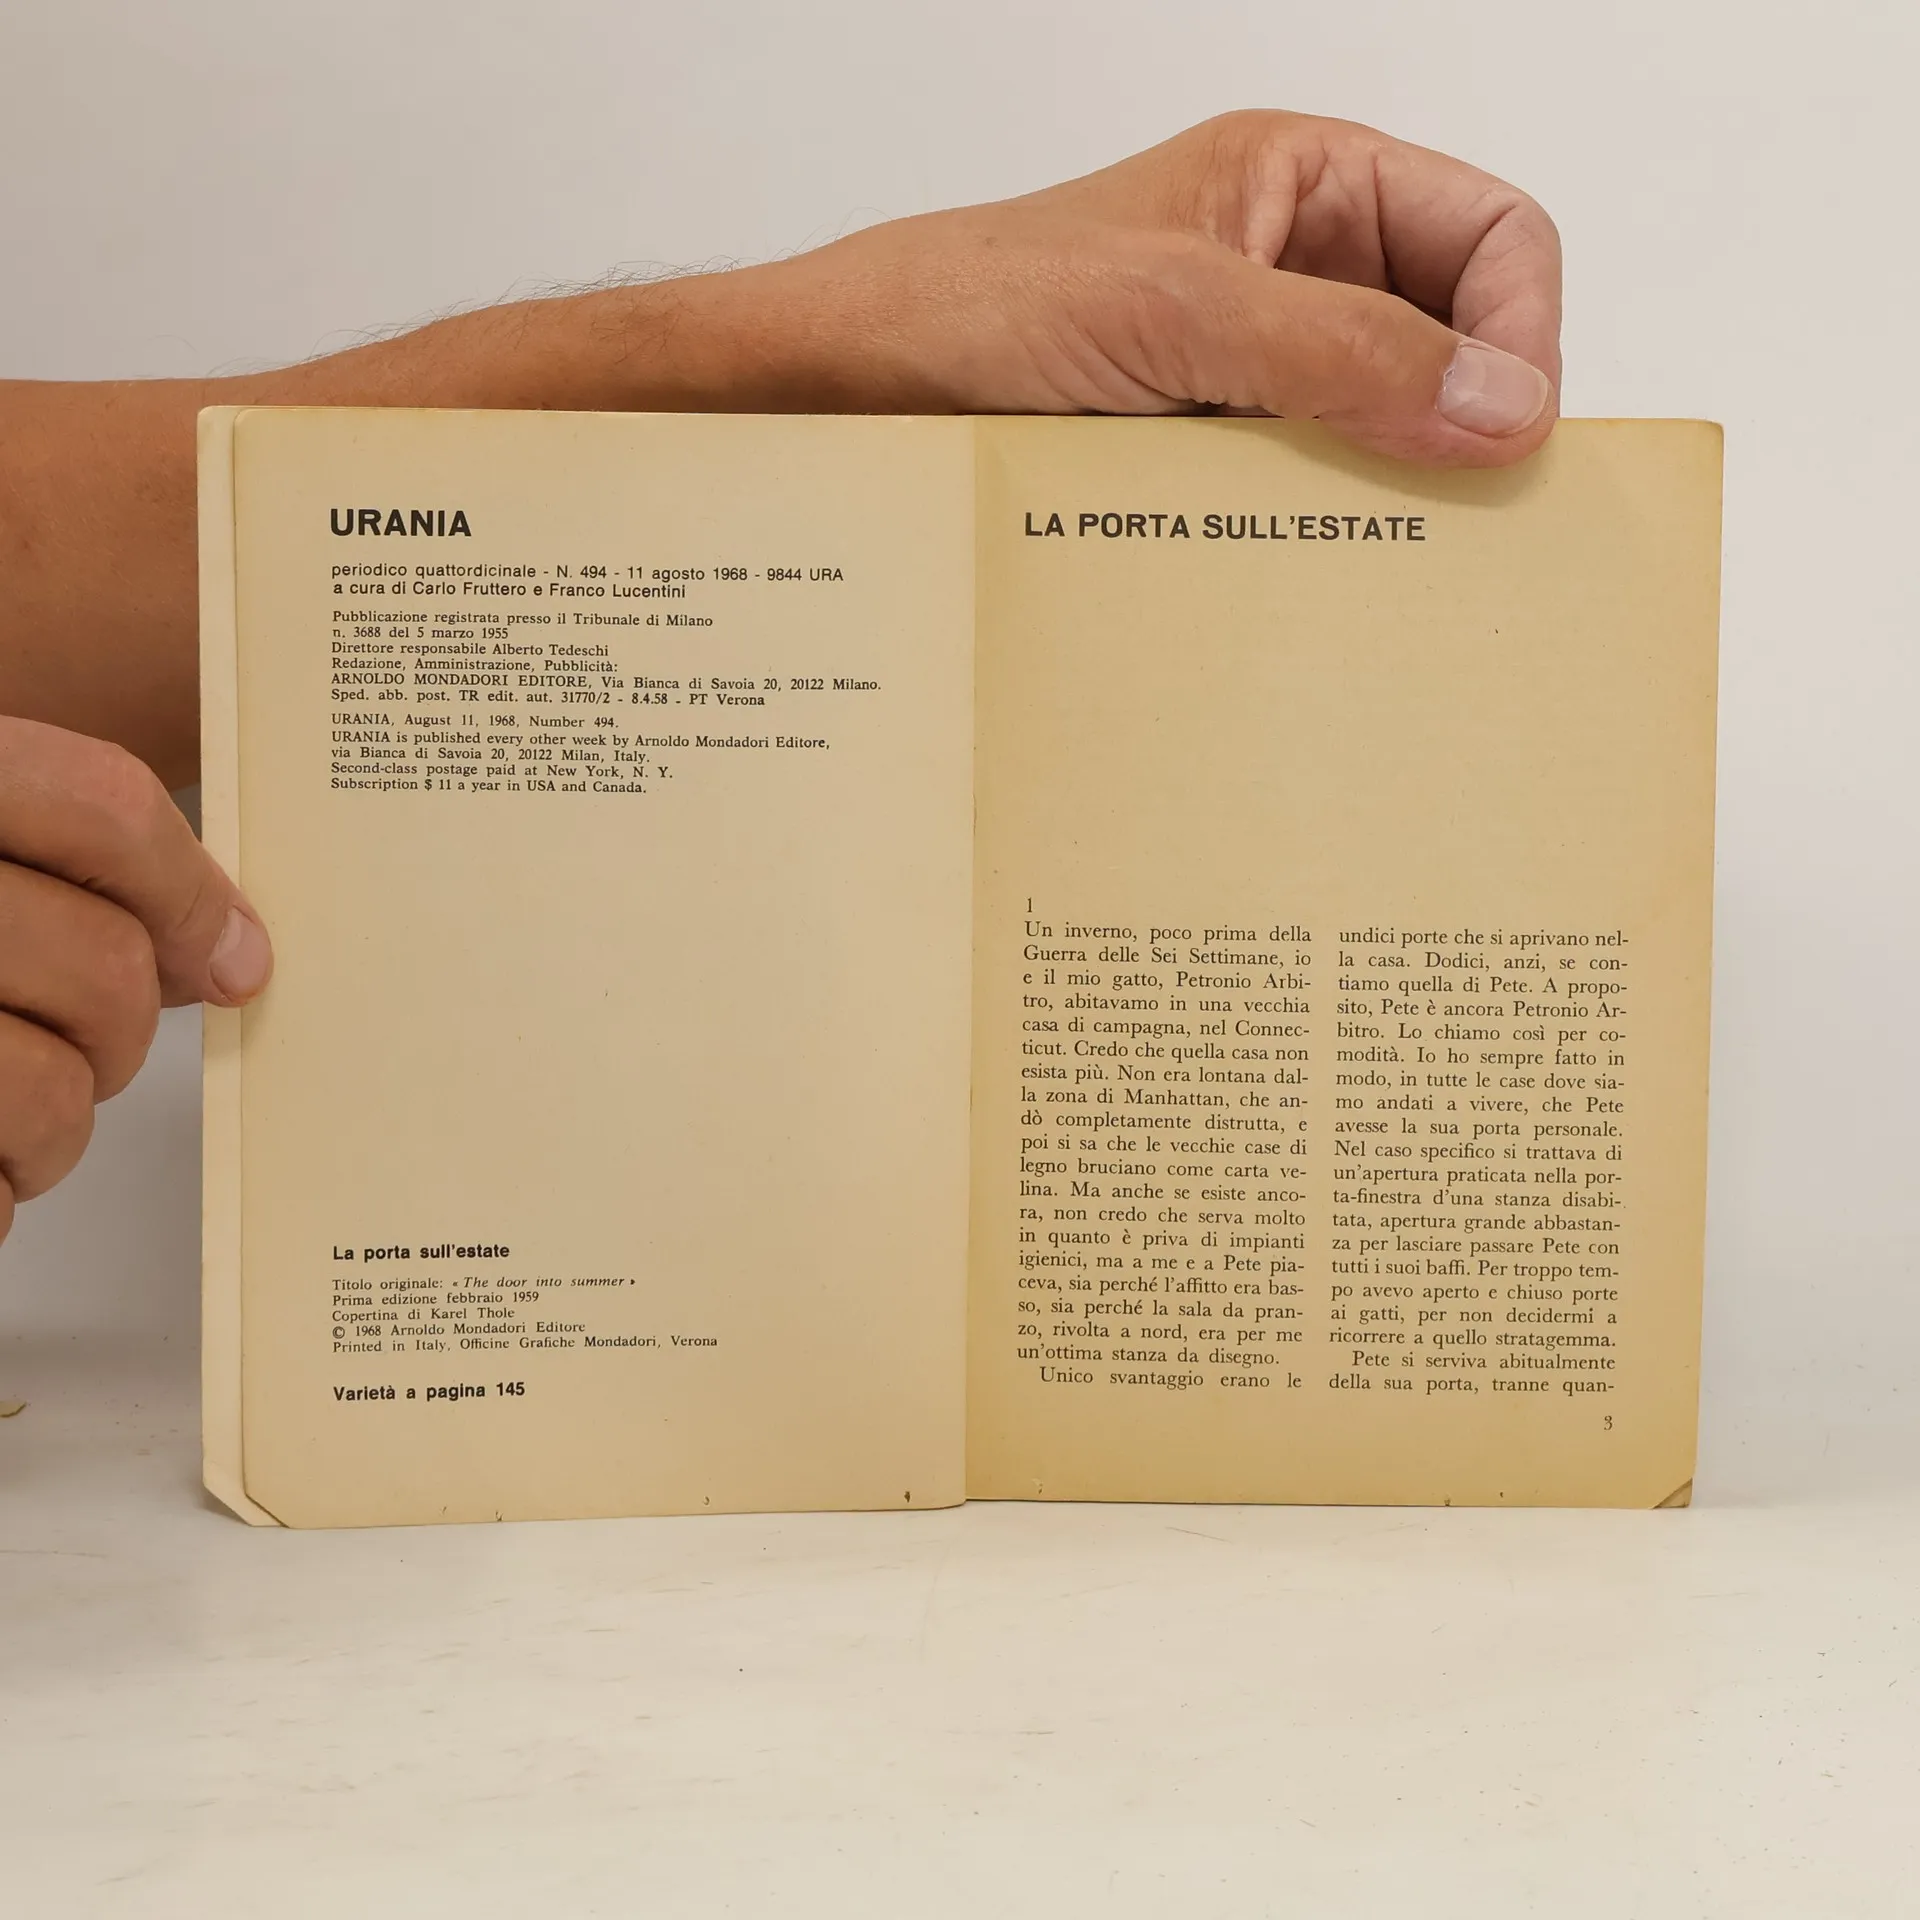 URANIA
periodico quattordicinale - N. 494 - 11 agosto 1968 - 9844 URA
a cura di Carlo Fruttero e Franco Lucentini
Pubblicazione registrata presso il Tribunale di Milano
n. 3688 del 5 marzo 1955
Direttore responsabile Alberto Tedeschi
Redazione, Amministrazione, Pubblicità:
ARNOLDO MONDADORI EDITORE, Via Bianca di Savoia 20, 20122 Milano.
Sped. abb. post. TR edit. aut. 31770/2 - 8.4.58 - PT Verona
URANIA, August 11, 1968, Number 494.
URANIA is published every other week by Arnoldo Mondadori Editore,
via Bianca di Savoia 20, 20122 Milan, Italy.
Second-class postage paid at New York, N. Y.
Subscription $ 11 a year in USA and Canada.
La porta sull'estate
Titolo originale: « The door into summer »
Prima edizione febbraio 1959
Copertina di Karel Thole
© 1968 Arnoldo Mondadori Editore
Printed in Italy, Officine Grafiche Mondadori, Verona
Varietà a pagina 145
LA PORTA SULL'ESTATE
1
Un inverno, poco prima della
Guerra delle Sei Settimane, io
e il mio gatto, Petronio Arbi-
tro, abitavamo in una vecchia
casa di campagna, nel Connec-
ticut. Credo che quella casa non
esista più. Non era lontana dal-
la zona di Manhattan, che an-
dò completamente distrutta, e
poi si sa che le vecchie case di
legno bruciano come carta ve-
lina. Ma anche se esiste anco-
ra, non credo che serva molto
in quanto è priva di impianti
igienici, ma a me e a Pete pia-
ceva, sia perché l'affitto era bas-
so, sia perché la sala da pran-
zo, rivolta a nord, era per me
un'ottima stanza da disegno.
Unico svantaggio erano le
undici porte che si aprivano nel-
la casa. Dodici, anzi, se con-
tiamo quella di Pete. A propo-
sito, Pete è ancora Petronio Ar-
bitro. Lo chiamo così per co-
modità. Io ho sempre fatto in
modo, in tutte le case dove sia-
mo andati a vivere, che Pete
avesse la sua porta personale.
Nel caso specifico si trattava di
un'apertura praticata nella por-
ta-finestra d'una stanza disabi-
tata, apertura grande abbastan-
za per lasciare passare Pete con
tutti i suoi baffi. Per troppo tem-
po avevo aperto e chiuso porte
ai gatti, per non decidermi a
ricorrere a quello stratagemma.
Pete si serviva abitualmente
della sua porta, tranne quan-
3